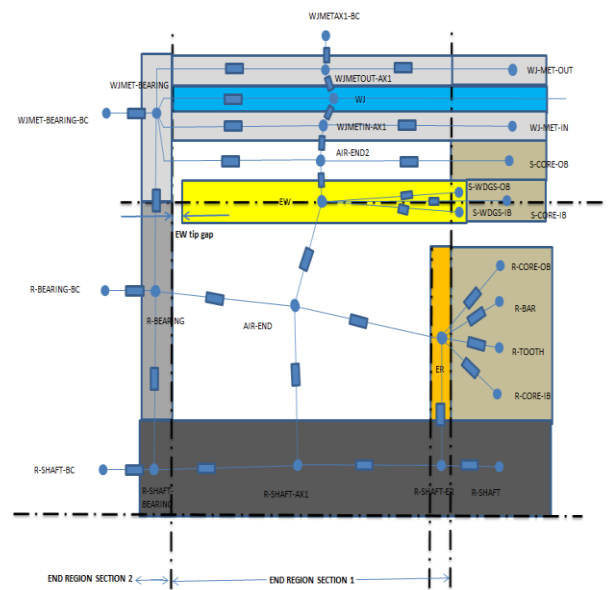 WJMETAX1-BC
WJMET-BEARING
WJMETOUT-AX1
WJ-MET-OUT
WJ
WJMET-BEARING-BC
WJMETIN-AX1
WJ-MET-IN
AIR-END2
S-CORE-OB
S-WDGS-OB
EW
S-WDGS-IB
S-CORE-IB
EW tip gap
R-CORE-OB
R-BEARING-BC
R-BAR
R-BEARING
AIR-END
R-TOOTH
ER
R-CORE-IB
R-SHAFT-BC
R-SHAFT-
BEARING
R-SHAFT-AX1
R-SHAFT-ER
R-SHAFT
END REGION SECTION 2
END REGION SECTION 1